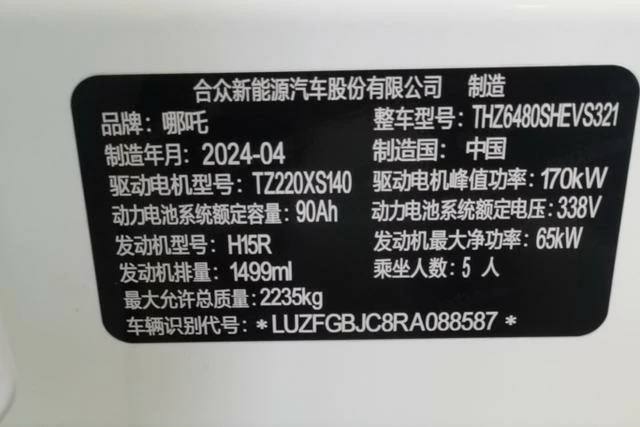 合众新能源汽车股份有限公司 制造
品牌：哪吒 整车型号：THZ6480SHEVS321
制造年月：2024-04 制造国：中国
驱动电机型号：TZ220XS140 驱动电机峰值功率：170kW
动力电池系统额定容量：90Ah 动力电池系统额定电压：338V
发动机型号：H15R 发动机最大净功率：65kW
发动机排量：1499ml 乘坐人数：5 人
最大允许总质量：2235kg
车辆识别代号：*LUZFGBJC8RA088587*